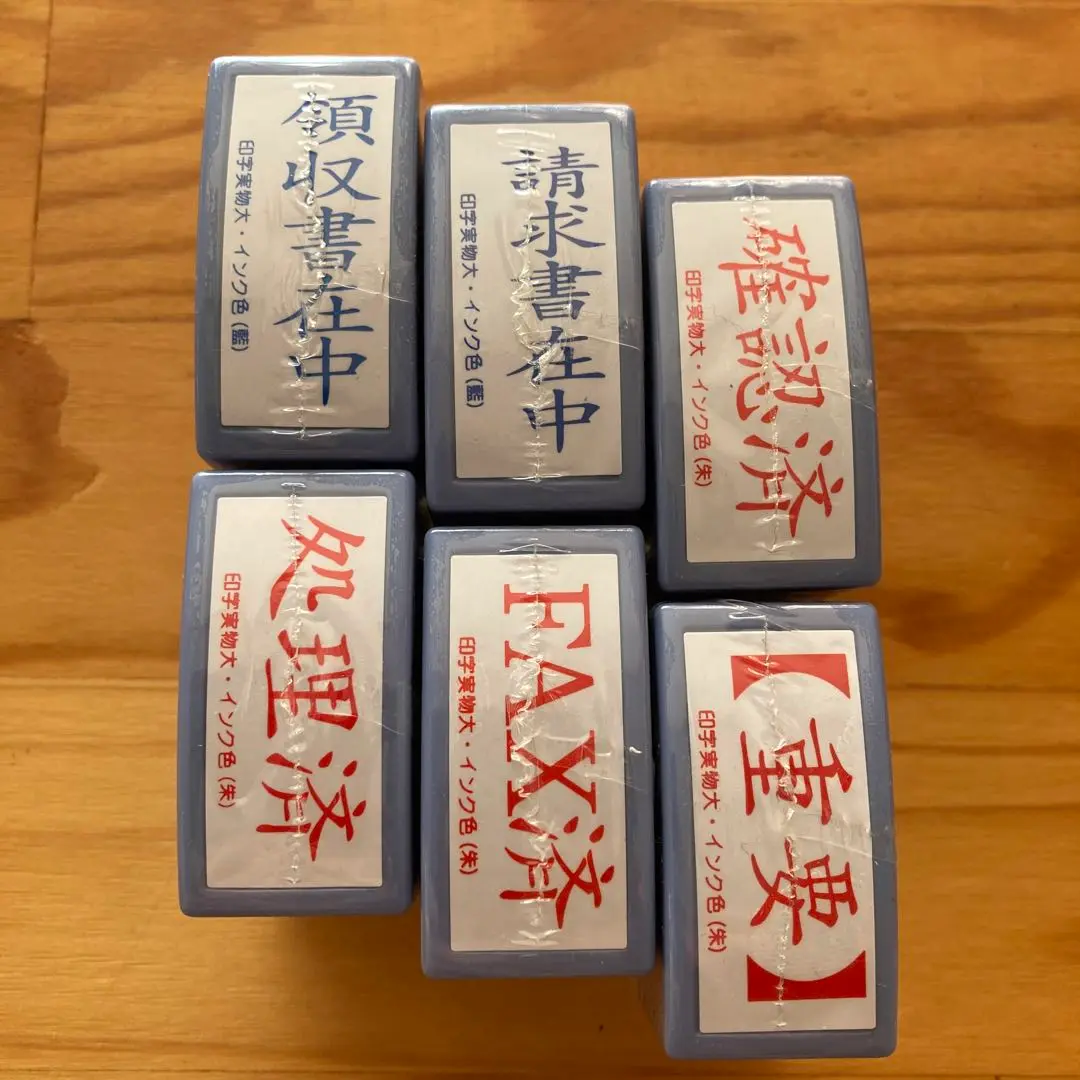 領収書在中
印字実物大・インク色(藍)
請求書在中
印字実物大・インク色(藍)
確認済
印字実物大・インク色(朱)
処理済
印字実物大・インク色(朱)
FAX済
印字実物大・インク色(朱)
【重要】
印字実物大・インク色(朱)